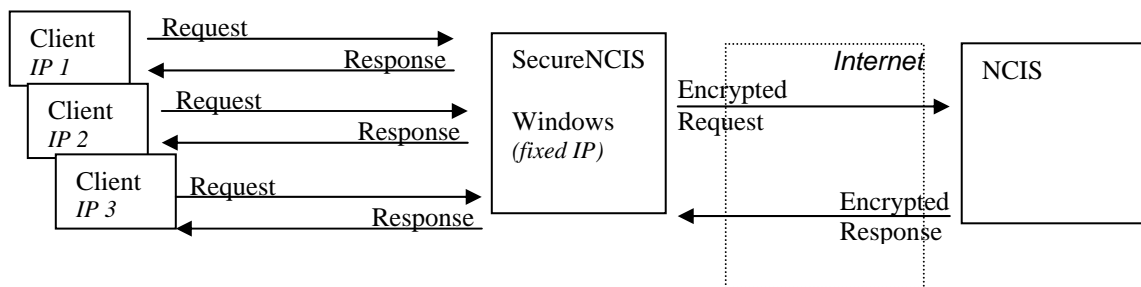 Client
IP 1
Request
Response
Client
IP 2
Request
Response
Client
IP 3
Request
Response
SecureNCIS
Windows
(fixed IP)
Internet
Encrypted
Request
Encrypted
Response
NCIS